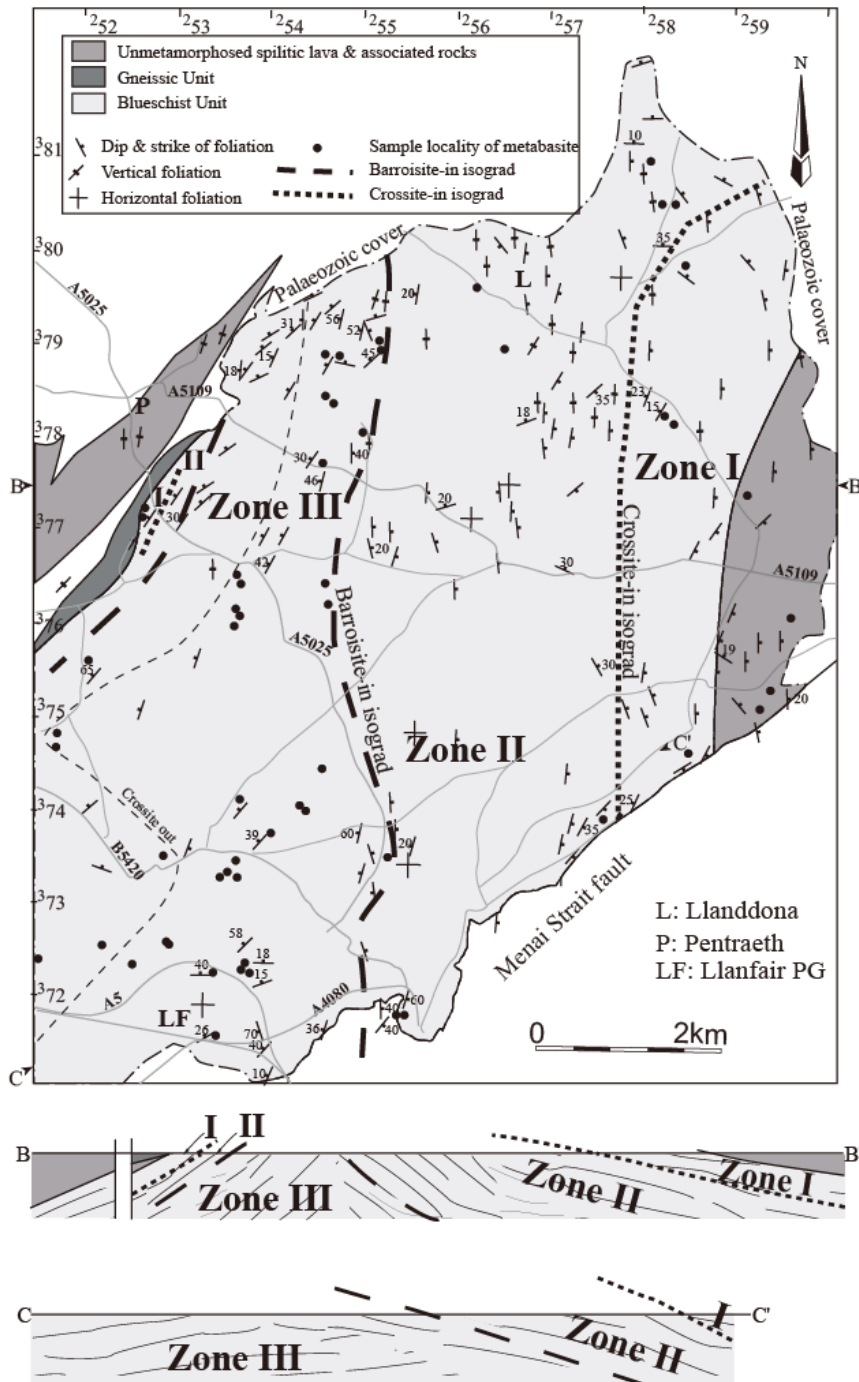 ²52 ²53 ²54 ²55 ²56 ²57 ²58 ²59
Unmetamorphosed spilitic lava & associated rocks
Gneissic Unit
Blueschist Unit
Dip & strike of foliation
Sample locality of metabasite
Vertical foliation
Barroisite-in isograd
Horizontal foliation
Crossite-in isograd
N
³81
10
³80
35
Palaeozoic cover
Palaeozoic cover
L
A5025
20
31 56
52
³79
15
45
18
A5109
35 23
15
P
18
³78
40
30
II
Zone I
B
46
B
I
Zone III
20
30
³77
20
42
30
A5109
Crossite-in isograd
³76
A5025
Barroisite-in isograd
65
30
19
20
³75
Zone II
C'
Crossite out
³74
25
39
60
35
B5420
20
³73
Menai Strait fault
L: Llanddona
P: Pentraeth
LF: Llanfair PG
58
18
40
15
³72
A5
A4080
60
LF
40
26
70
36
40
40
0 2km
C
10
I II
B
B
Zone III
Zone II
Zone I
C
C'
I
Zone III
Zone II